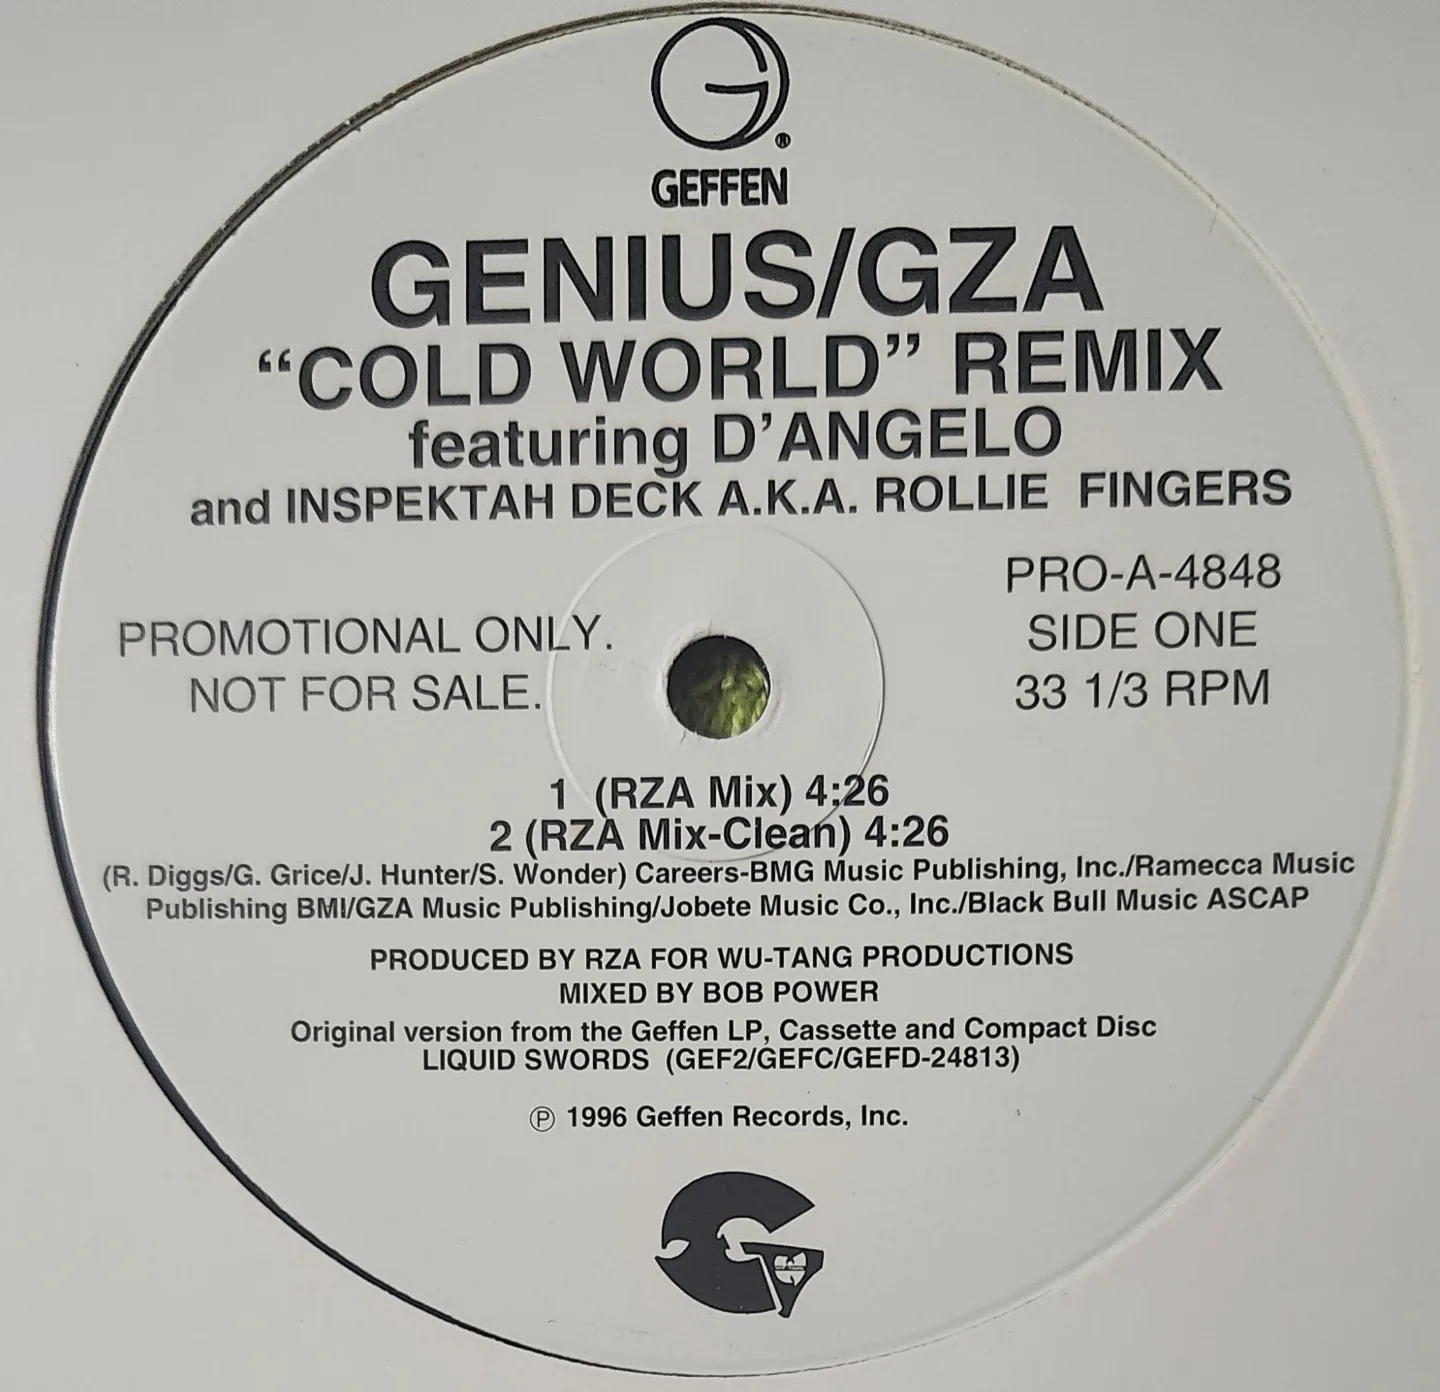 GEFFEN
GENIUS/GZA
“COLD WORLD” REMIX
featuring D’ANGELO
and INSPEKTAH DECK A.K.A. ROLLIE FINGERS
PROMOTIONAL ONLY.
NOT FOR SALE.
PRO-A-4848
SIDE ONE
33 1/3 RPM
1 (RZA Mix) 4:26
2 (RZA Mix-Clean) 4:26
(R. Diggs/G. Grice/J. Hunter/S. Wonder) Careers-BMG Music Publishing, Inc./Ramecca Music
Publishing BMI/GZA Music Publishing/Jobete Music Co., Inc./Black Bull Music ASCAP
PRODUCED BY RZA FOR WU-TANG PRODUCTIONS
MIXED BY BOB POWER
Original version from the Geffen LP, Cassette and Compact Disc
LIQUID SWORDS (GEF2/GEFC/GEFD-24813)
℗ 1996 Geffen Records, Inc.